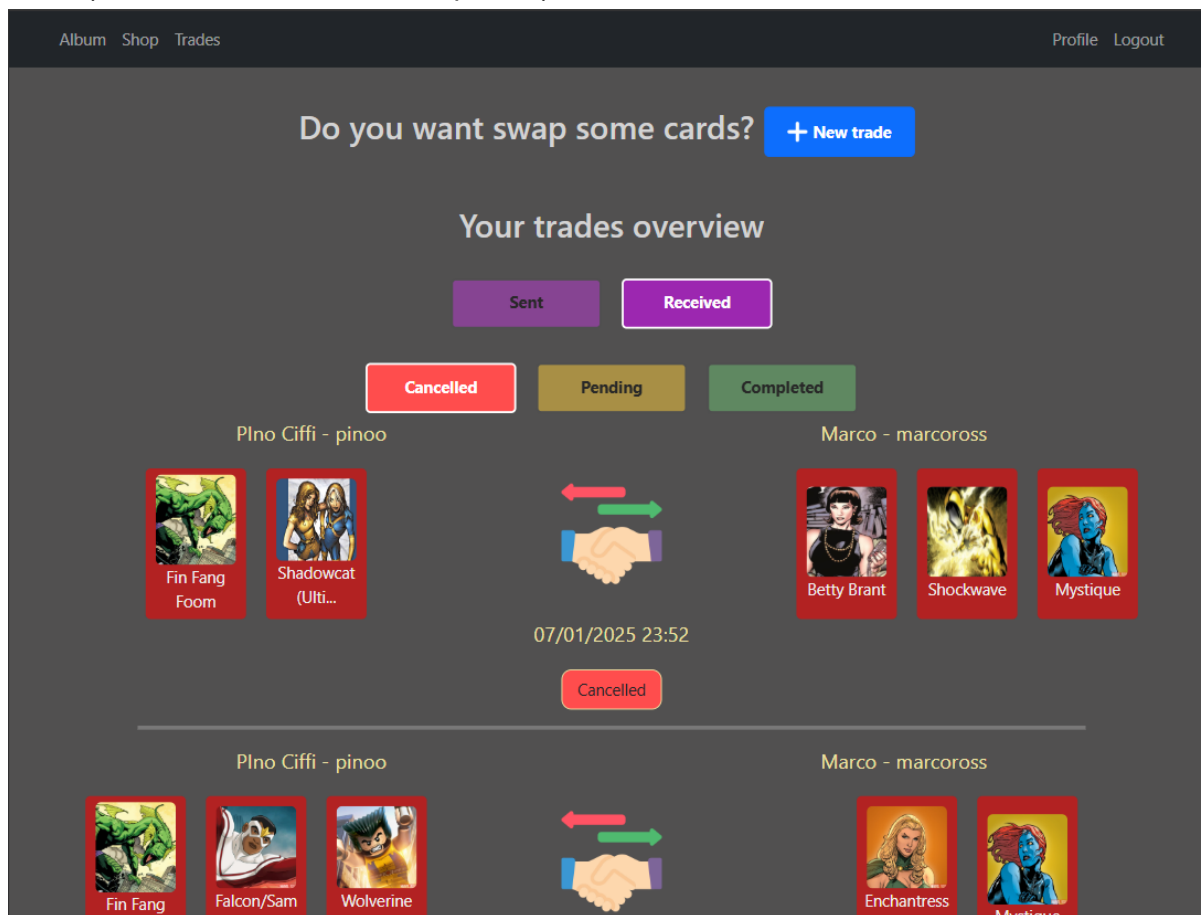 Album Shop Trades Profile Logout
Do you want swap some cards? + New trade
Your trades overview
Sent Received
Cancelled Pending Completed
PIno Ciffi - pinoo Marco - marcoross
Fin Fang
Foom
Shadowcat
(Ulti...
Betty Brant
Shockwave
Mystique
07/01/2025 23:52
Cancelled
PIno Ciffi - pinoo Marco - marcoross
Fin Fang
Falcon/Sam
Wolverine
Enchantress
Mystique